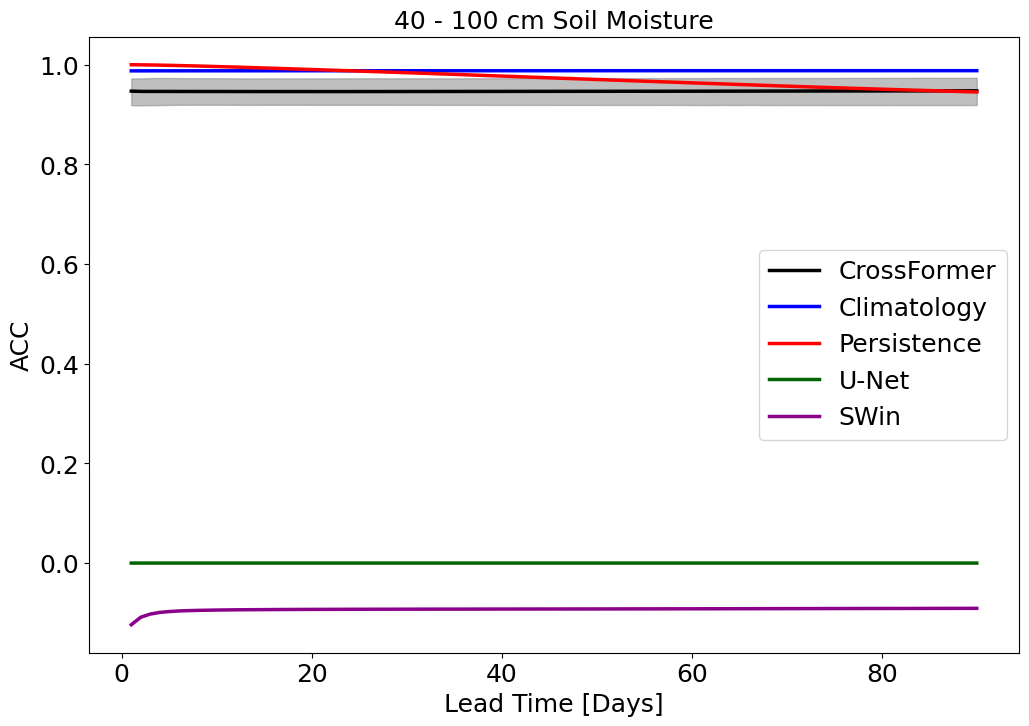 40 - 100 cm Soil Moisture
ACC
1.0
0.8
0.6
0.4
0.2
0.0
CrossFormer
Climatology
Persistence
U-Net
SWin
0 20 40 60 80
Lead Time [Days]